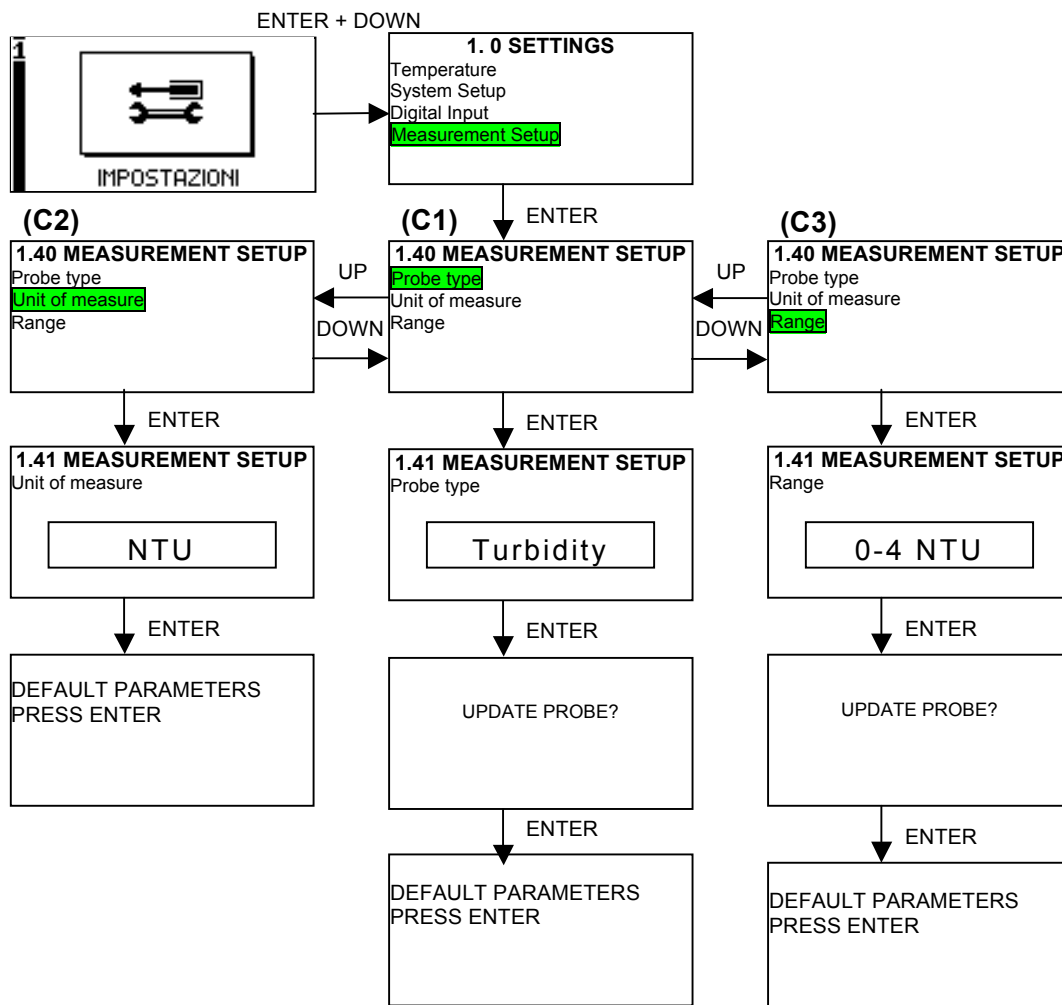 ENTER + DOWN
1
IMPOSTAZIONI
1. 0 SETTINGS
Temperature
System Setup
Digital Input
Measurement Setup
ENTER
(C2)
1.40 MEASUREMENT SETUP
Probe type
Unit of measure
Range
UP
DOWN
(C1)
1.40 MEASUREMENT SETUP
Probe type
Unit of measure
Range
UP
DOWN
(C3)
1.40 MEASUREMENT SETUP
Probe type
Unit of measure
Range
ENTER
ENTER
ENTER
1.41 MEASUREMENT SETUP
Unit of measure
NTU
1.41 MEASUREMENT SETUP
Probe type
Turbidity
1.41 MEASUREMENT SETUP
Range
0-4 NTU
ENTER
ENTER
ENTER
DEFAULT PARAMETERS
PRESS ENTER
UPDATE PROBE?
UPDATE PROBE?
ENTER
ENTER
DEFAULT PARAMETERS
PRESS ENTER
DEFAULT PARAMETERS
PRESS ENTER